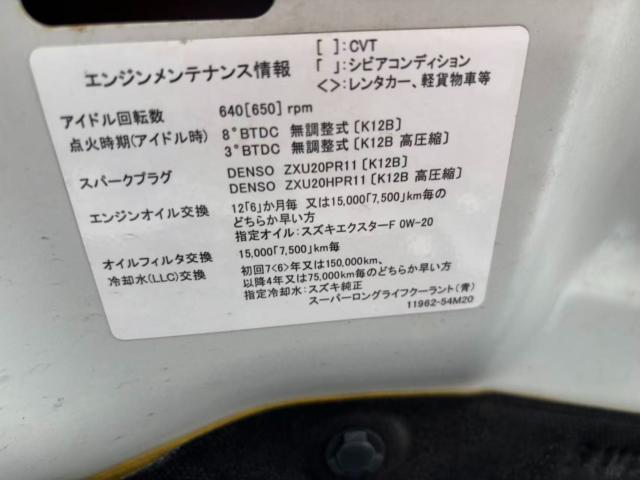 エンジンメンテナンス情報
[ ]:CVT
「 」:シビアコンディション
<>:レンタカー、軽貨物車等
アイドル回転数 640[650] rpm
点火時期(アイドル時) 8°BTDC 無調整式〔K12B〕
3°BTDC 無調整式〔K12B 高圧縮〕
スパークプラグ DENSO ZXU20PR11〔K12B〕
DENSO ZXU20HPR11〔K12B 高圧縮〕
エンジンオイル交換 12「6」か月毎 又は15,000「7,500」km毎の
どちらか早い方
指定オイル:スズキエクスターF 0W-20
オイルフィルタ交換 15,000「7,500」km毎
冷却水(LLC)交換 初回7<6>年又は150,000km、
以降4年又は75,000km毎のどちらか早い方
指定冷却水:スズキ純正
スーパーロングライフクーラント(青)
11962-54M20